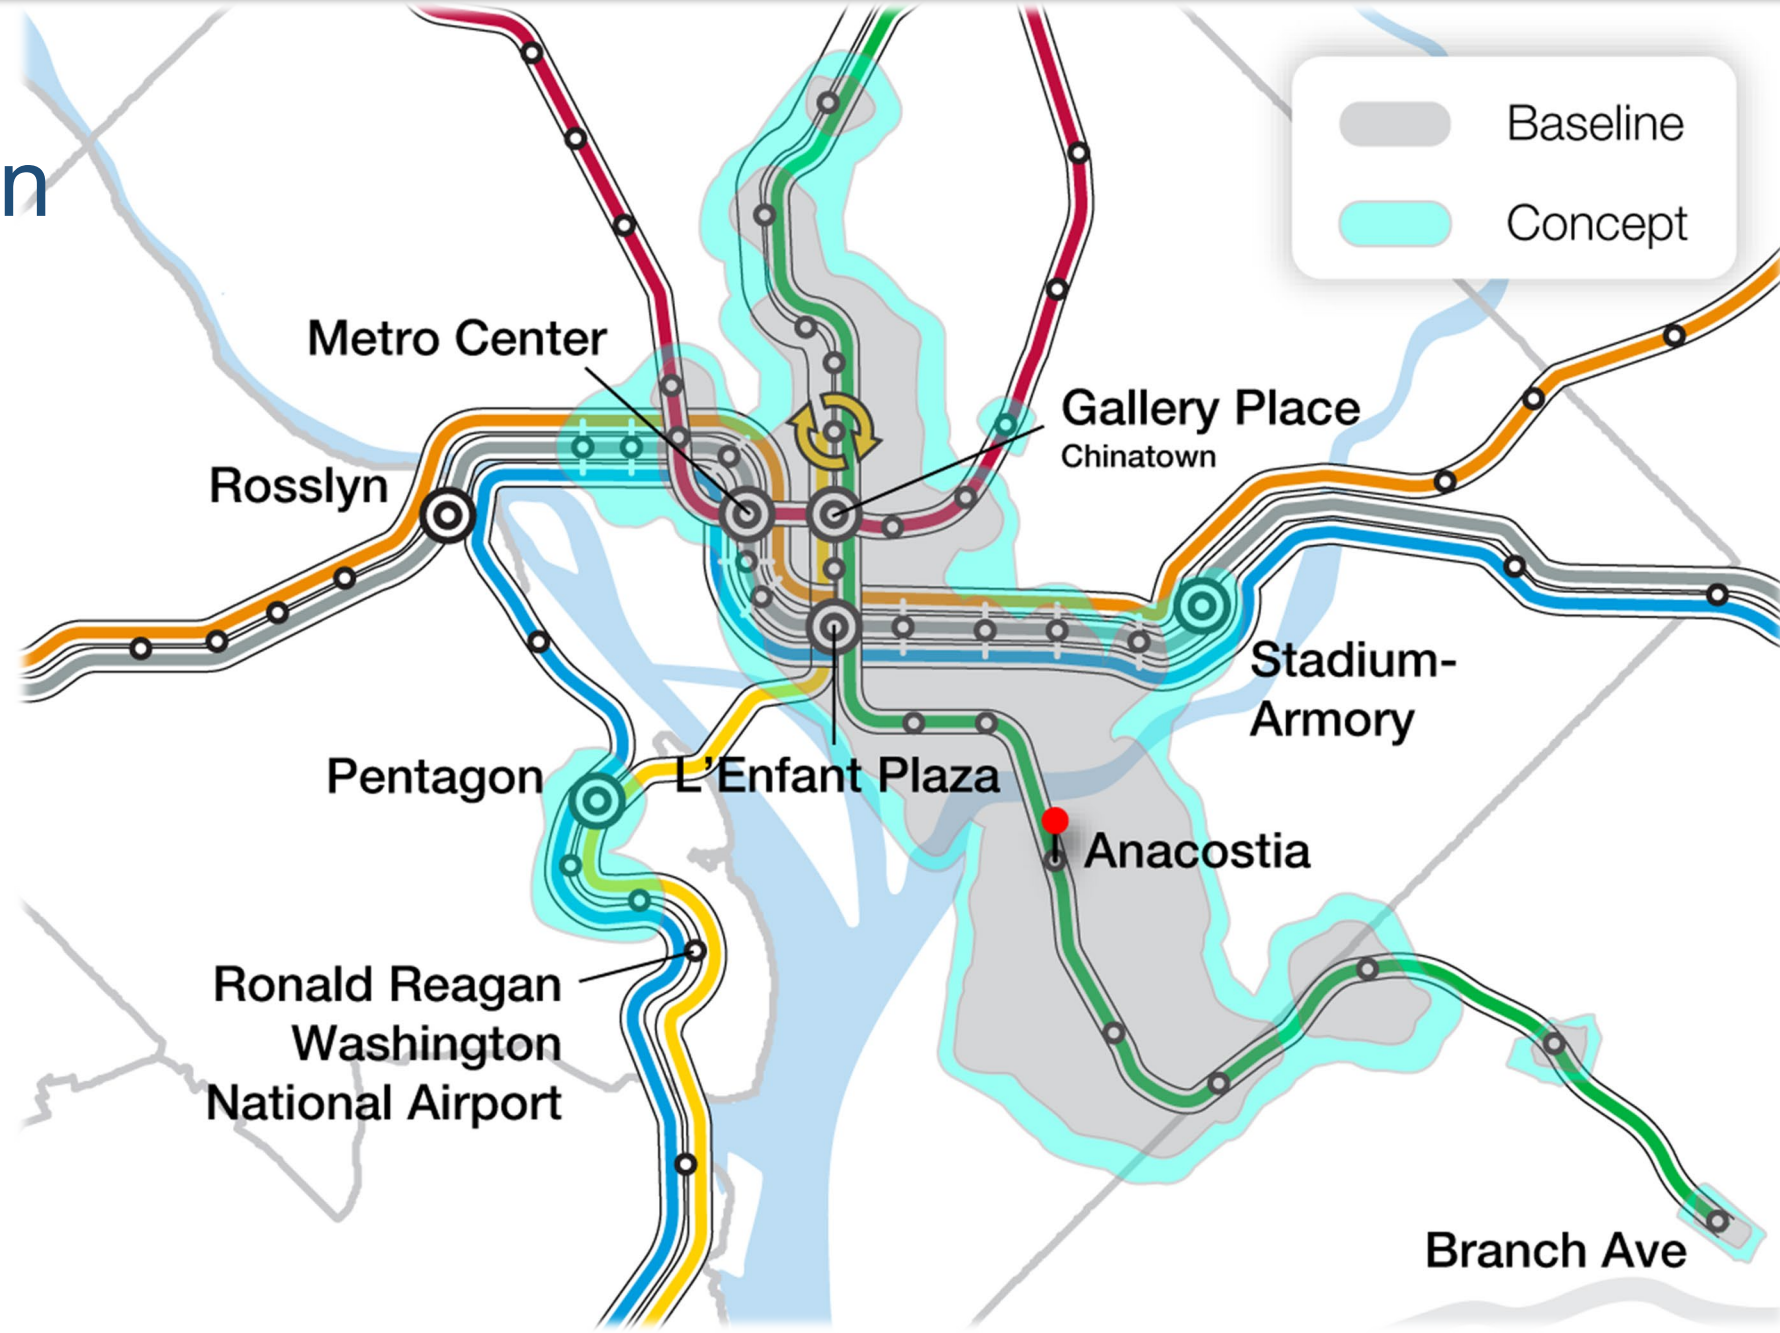 n
Baseline
Concept
Metro Center
Gallery Place
Chinatown
Rosslyn
Stadium-
Armory
Pentagon
L'Enfant Plaza
Anacostia
Ronald Reagan
Washington
National Airport
Branch Ave